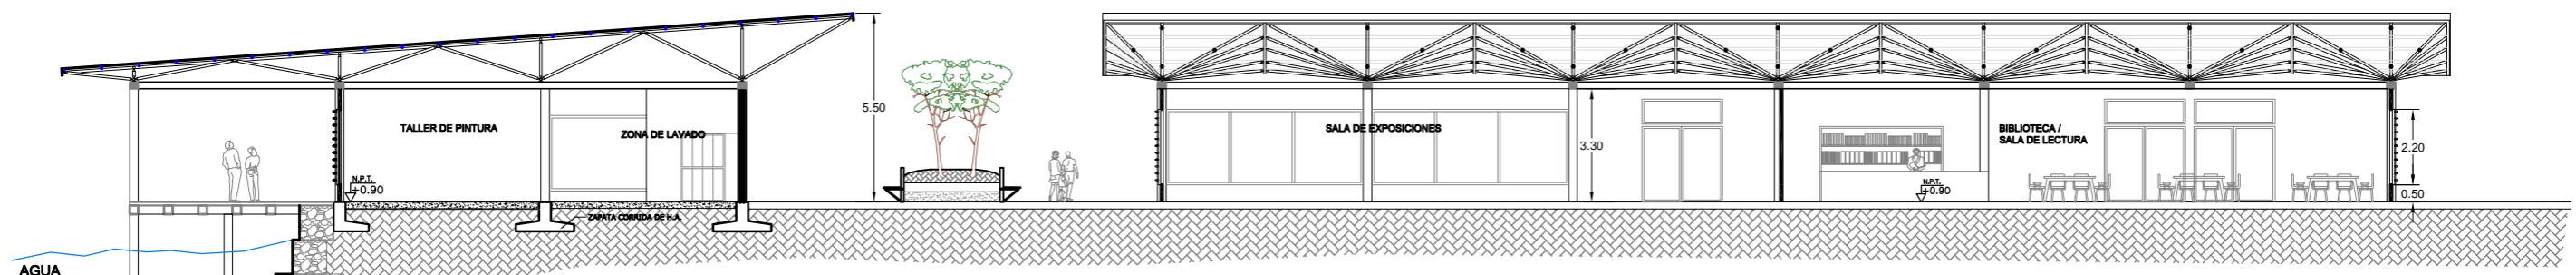 TALLER DE PINTURA
ZONA DE LAVADO
N.P.T.
+0.90
ZAPATA CORRIDA DE H.A.
AGUA
5.50
SALA DE EXPOSICIONES
3.30
BIBLIOTECA /
SALA DE LECTURA
N.P.T.
+0.90
2.20
0.50